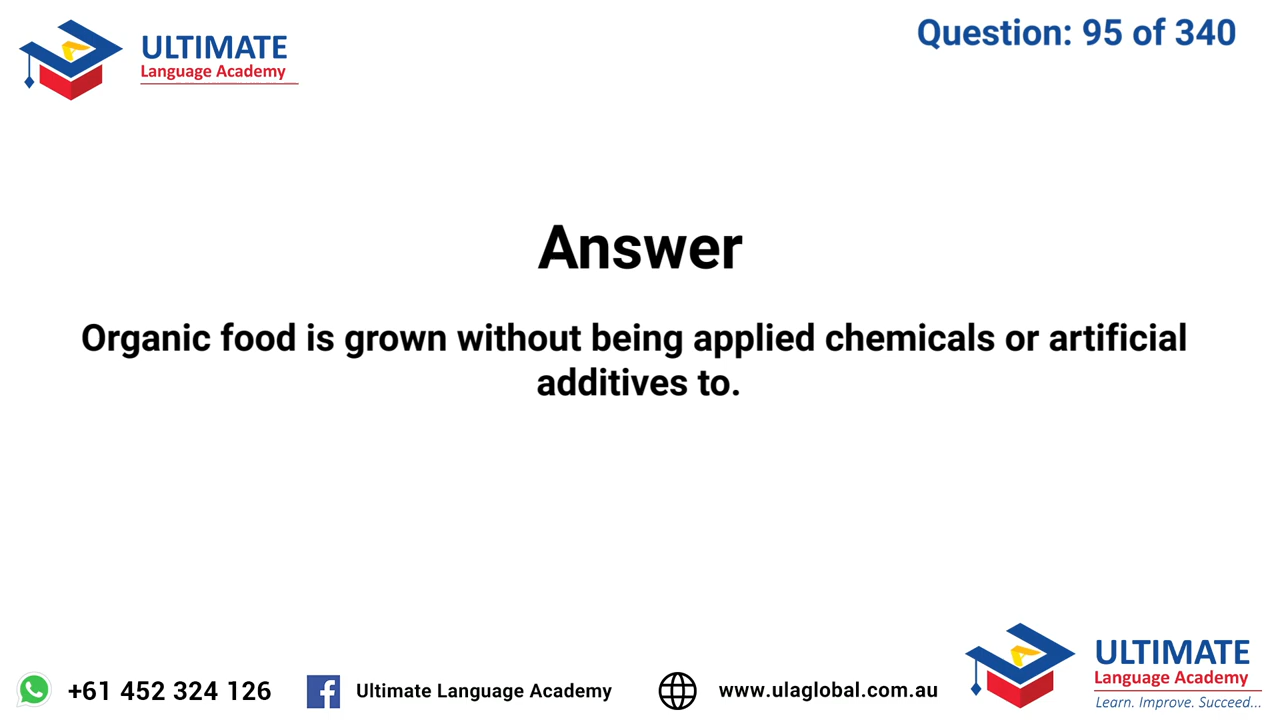 ULTIMATE
Language Academy
Question: 95 of 340
Answer
Organic food is grown without being applied chemicals or artificial
additives to.
+61 452 324 126
Ultimate Language Academy
www.ulaglobal.com.au
ULTIMATE
Language Academy
Learn. Improve. Succeed...